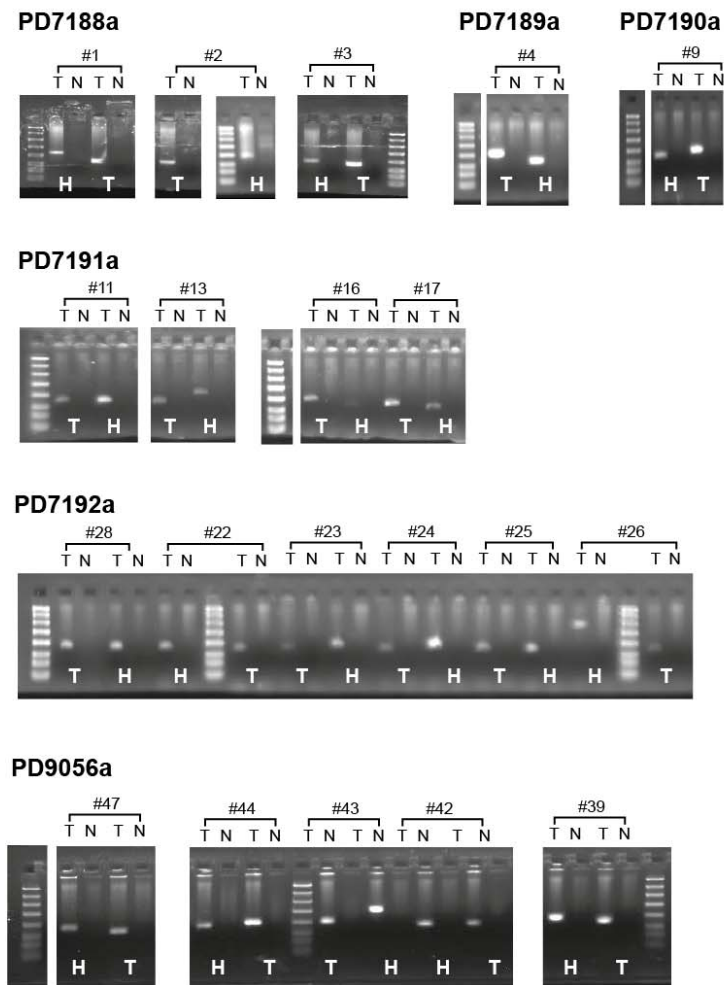 PD7188a PD7189a PD7190a
#1 #2 #3 #4 #9
T N T N T N T N T N T N T N T N T N T N
H T T H H T T H H T
PD7191a
#11 #13 #16 #17
T N T N T N T N T N T N T N T N
T H T H T H T H
PD7192a
#28 #22 #23 #24 #25 #26
T N T N T N T N T N T N T N T N T N T N T N T N
T H H T T H T H T H H T
PD9056a
#47 #44 #43 #42 #39
T N T N T N T N T N T N T N T N T N T N
H T H T T H H T H T